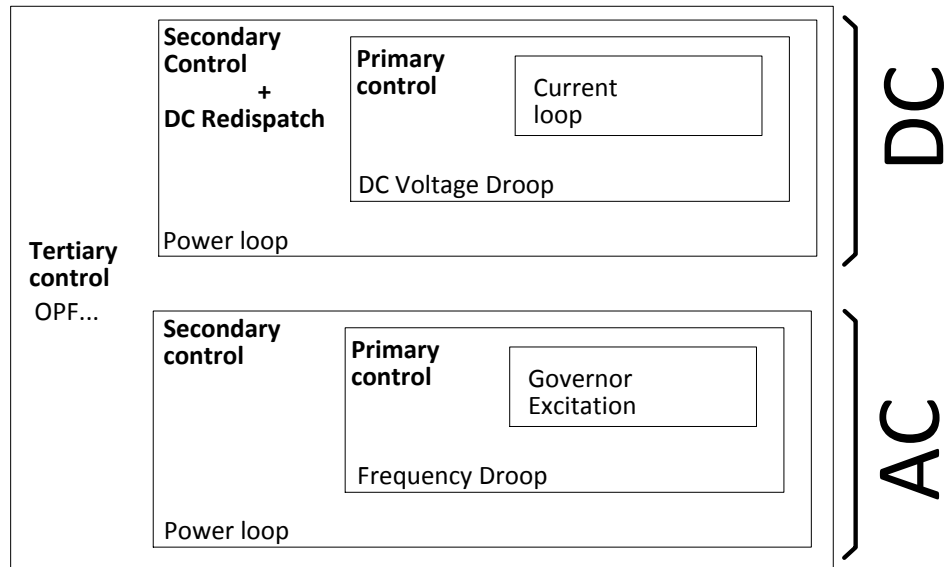 Secondary
Control
+
DC Redispatch
Primary
control
Current
loop
DC Voltage Droop
Power loop
DC
Tertiary
control
OPF...
Secondary
control
Primary
control
Governor
Excitation
Frequency Droop
Power loop
AC